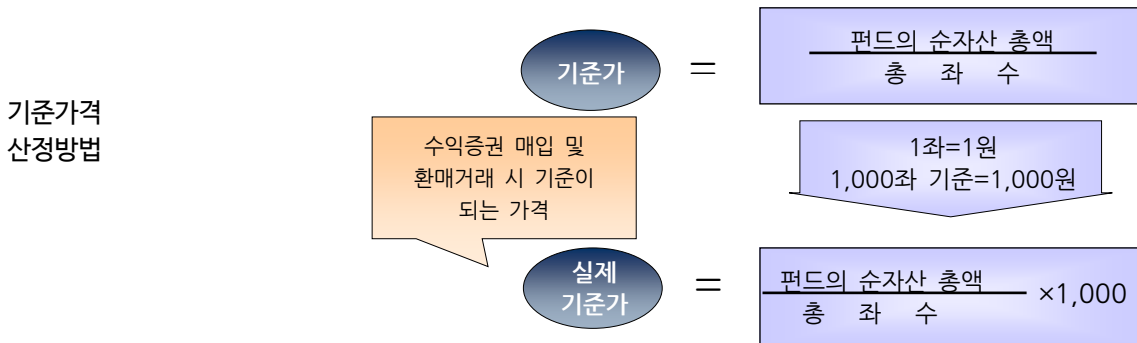 기준가격
산정방법
기준가
=
펀드의 순자산 총액
총 좌 수
수익증권 매입 및
환매거래 시 기준이
되는 가격
1좌=1원
1,000좌 기준=1,000원
실제
기준가
=
펀드의 순자산 총액
총 좌 수
×1,000